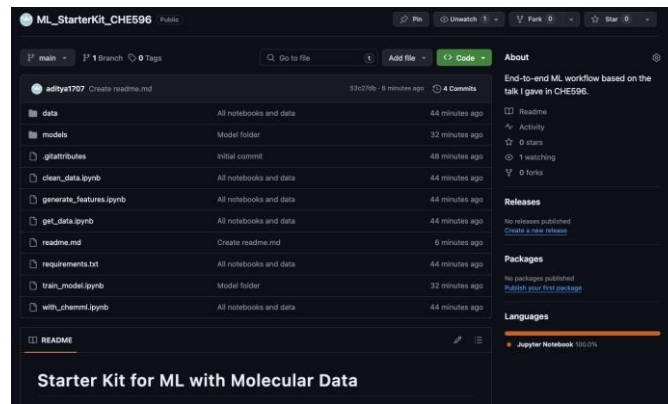 ML_StarterKit_CHE596 Public
Pin Unwatch 1 Fork 0 Star 0
main 1 Branch 0 Tags Go to file t Add file Code
aditya1707 Create readme.md 53c27db · 6 minutes ago 4 Commits
data All notebooks and data 44 minutes ago
models Model folder 32 minutes ago
.gitattributes Initial commit 48 minutes ago
clean_data.ipynb All notebooks and data 44 minutes ago
generate_features.ipynb All notebooks and data 44 minutes ago
get_data.ipynb All notebooks and data 44 minutes ago
readme.md Create readme.md 6 minutes ago
requirements.txt All notebooks and data 44 minutes ago
train_model.ipynb Model folder 32 minutes ago
with_chemml.ipynb All notebooks and data 44 minutes ago
README
Starter Kit for ML with Molecular Data
About
End-to-end ML workflow based on the
talk I gave in CHE596.
Readme
Activity
0 stars
1 watching
0 forks
Releases
No releases published
Create a new release
Packages
No packages published
Publish your first package
Languages
Jupyter Notebook 100.0%